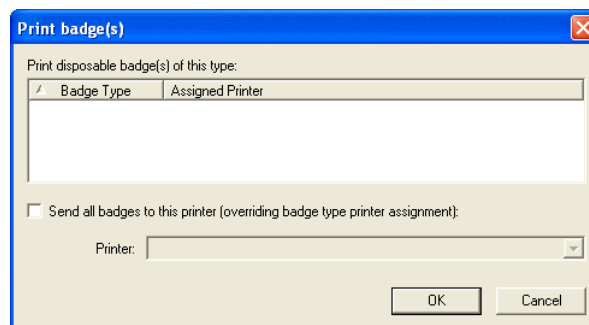 Print badge(s)
Print disposable badge(s) of this type:
Badge Type Assigned Printer
Send all badges to this printer (overriding badge type printer assignment):
Printer:
OK Cancel